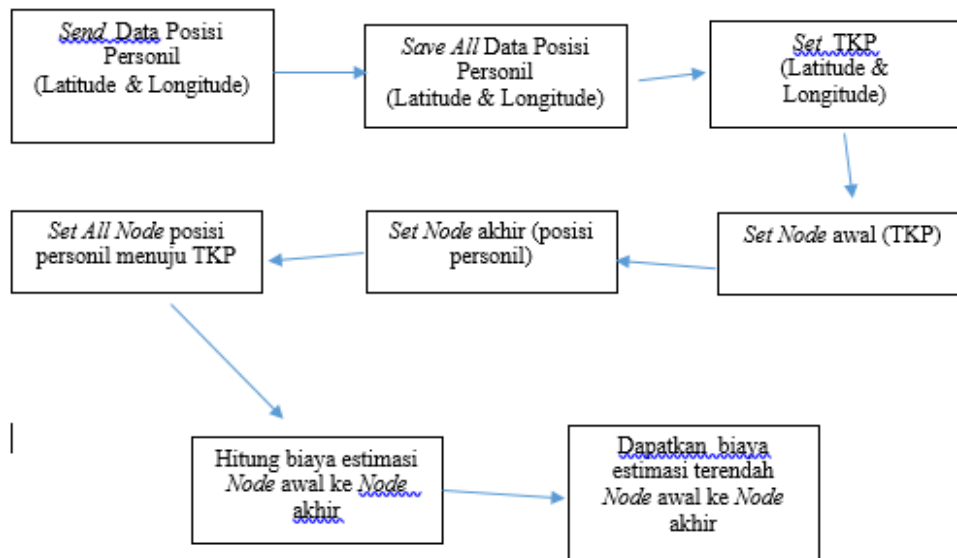 Send Data Posisi
Personil
(Latitude & Longitude)
Save All Data Posisi
Personil
(Latitude & Longitude)
Set TKP
(Latitude &
Longitude)
Set All Node posisi
personil menuju TKP
Set Node akhir (posisi
personil)
Set Node awal (TKP)
Hitung biaya estimasi
Node awal ke Node
akhir
Dapatkan biaya
estimasi terendah
Node awal ke Node
akhir